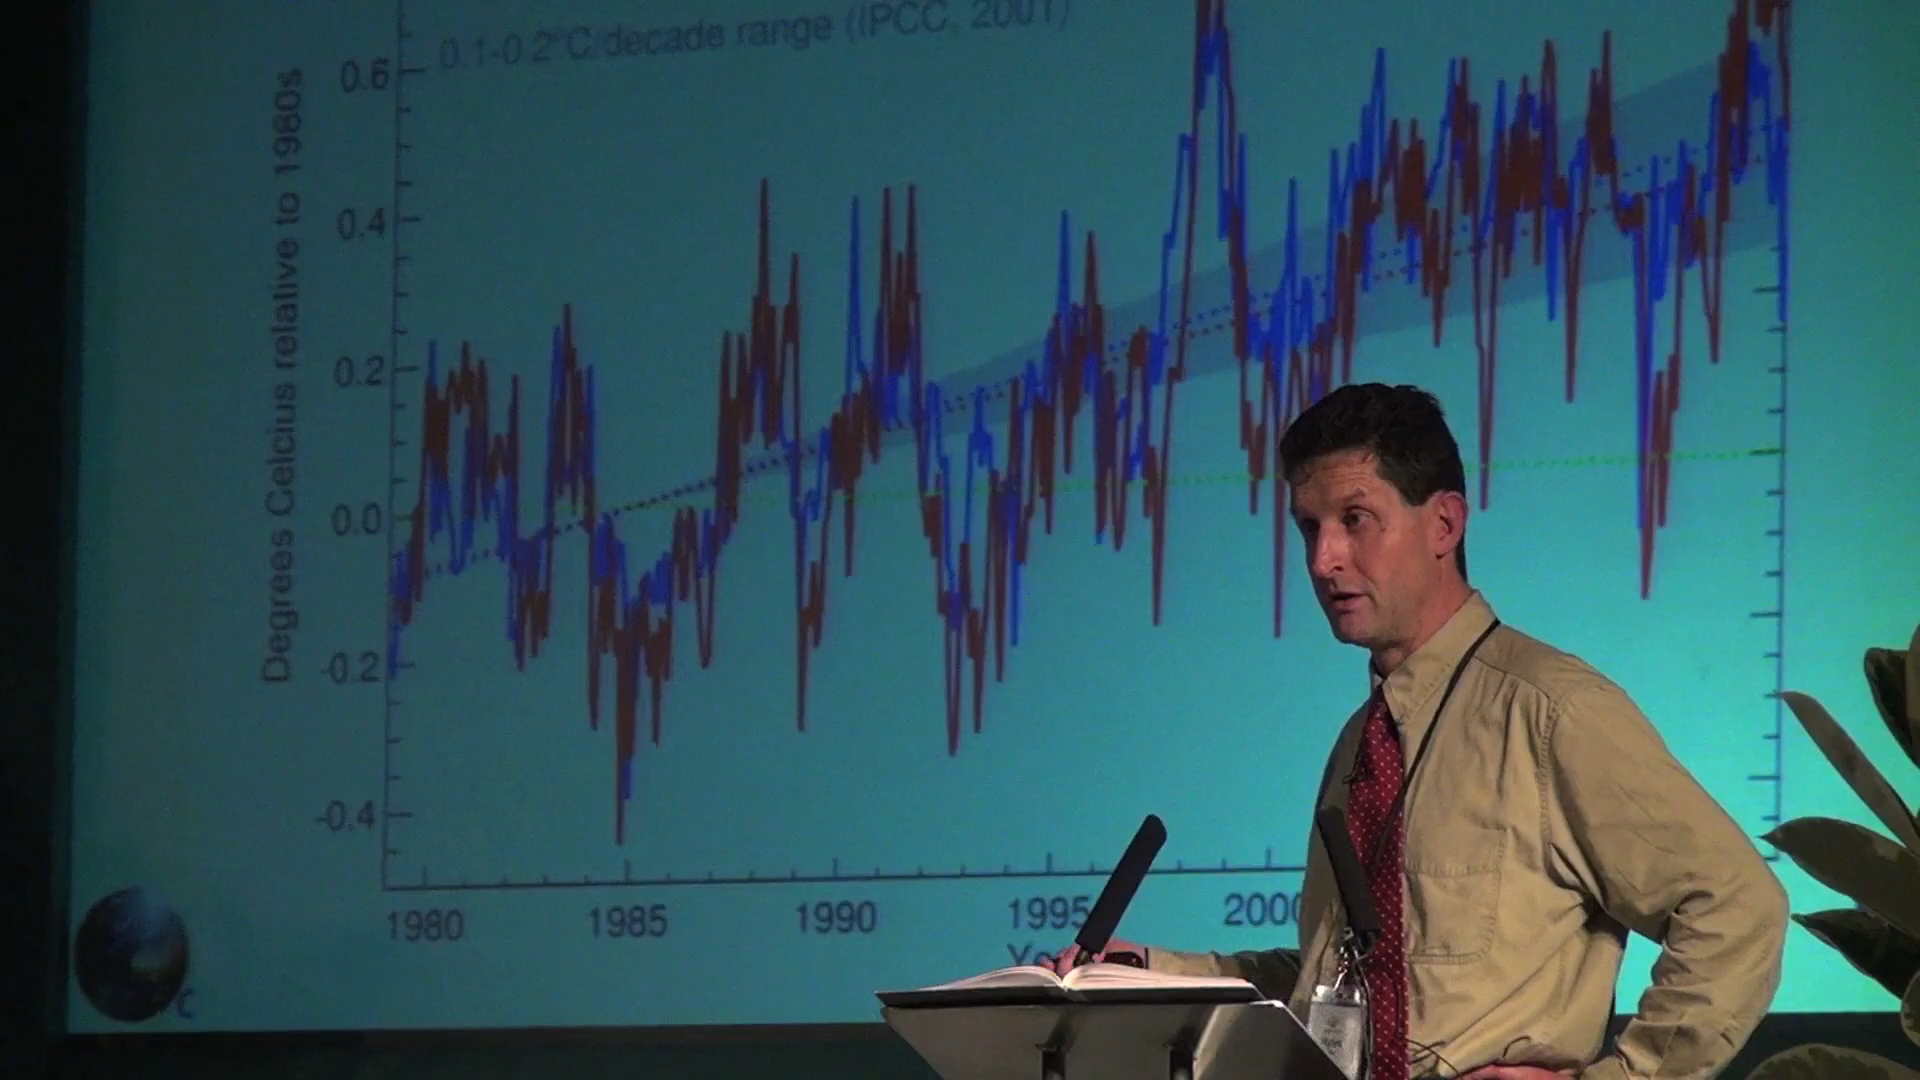 0.1-0.2°C/decade range (IPCC, 2001)
Degrees Celcius relative to 1980s
0.6
0.4
0.2
0.0
-0.2
-0.4
1980 1985 1990 1995 2000